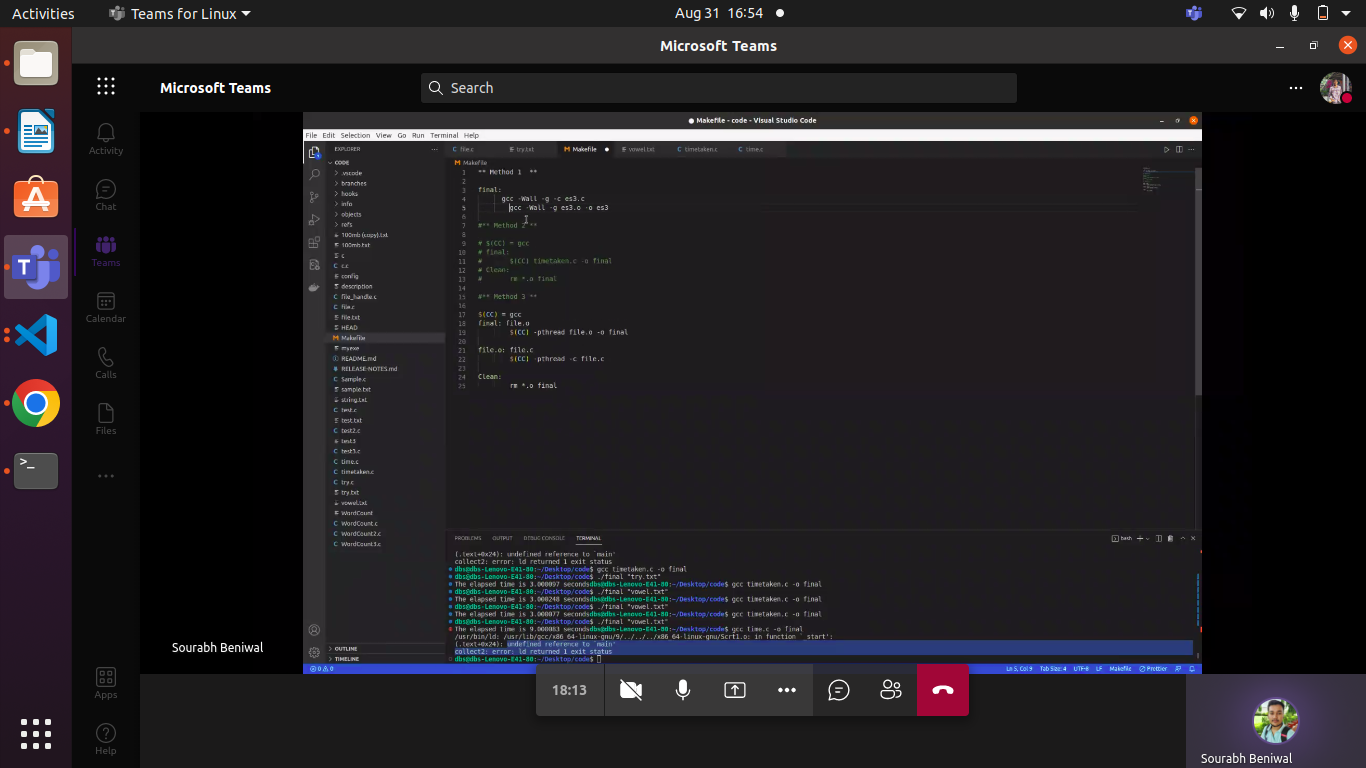 Activities
Teams for Linux
Aug 31 16:54
Microsoft Teams
Microsoft Teams
Search
Activity
Chat
Teams
Calendar
Calls
Files
Apps
Help
Makefile - code - Visual Studio Code
File Edit Selection View Go Run Terminal Help
EXPLORER
CODE
.vscode
branches
hooks
info
objects
refs
100mb (copy).txt
100mb.txt
c
c.c
config
description
file_handle.c
file.c
file.txt
HEAD
Makefile
myexe
README.md
RELEASE-NOTES.md
Sample.c
sample.txt
string.txt
test.c
test.txt
test2.c
test3
test3.c
time.c
timetaken.c
try.c
try.txt
vowel.txt
WordCount
WordCount.c
WordCount2.c
WordCount3.c
OUTLINE
TIMELINE
file.c try.txt Makefile vowel.txt timetaken.c time.c
Makefile
1 ** Method 1 **
2
3 final:
4 gcc -Wall -g -c es3.c
5 gcc -Wall -g es3.o -o es3
6
7 #** Method 2 **
8
9 # $(CC) = gcc
10 # final:
11 # $(CC) timetaken.c -o final
12 # Clean:
13 # rm *.o final
14
15 #** Method 3 **
16
17 $(CC) = gcc
18 final: file.o
19 $(CC) -pthread file.o -o final
20
21 file.o: file.c
22 $(CC) -pthread -c file.c
23
24 Clean:
25 rm *.o final
PROBLEMS OUTPUT DEBUG CONSOLE TERMINAL
bash
(.text+0x24): undefined reference to `main'
collect2: error: ld returned 1 exit status
dbs@dbs-Lenovo-E41-80:~/Desktop/code$ gcc timetaken.c -o final
dbs@dbs-Lenovo-E41-80:~/Desktop/code$ ./final "try.txt"
The elapsed time is 3.000097 secondsdbs@dbs-Lenovo-E41-80:~/Desktop/code$ gcc timetaken.c -o final
dbs@dbs-Lenovo-E41-80:~/Desktop/code$ ./final "vowel.txt"
The elapsed time is 3.000248 secondsdbs@dbs-Lenovo-E41-80:~/Desktop/code$ gcc timetaken.c -o final
dbs@dbs-Lenovo-E41-80:~/Desktop/code$ ./final "vowel.txt"
The elapsed time is 3.000077 secondsdbs@dbs-Lenovo-E41-80:~/Desktop/code$ gcc timetaken.c -o final
dbs@dbs-Lenovo-E41-80:~/Desktop/code$ ./final "vowel.txt"
The elapsed time is 9.000083 secondsdbs@dbs-Lenovo-E41-80:~/Desktop/code$ gcc time.c -o final
/usr/bin/ld: /usr/lib/gcc/x86_64-linux-gnu/9/../../../x86_64-linux-gnu/Scrt1.o: in function `_start':
(.text+0x24): undefined reference to `main'
collect2: error: ld returned 1 exit status
dbs@dbs-Lenovo-E41-80:~/Desktop/code$
0 0 Ln 5, Col 9 Tab Size: 4 UTF-8 LF Makefile Prettier
Sourabh Beniwal
18:13
Sourabh Beniwal